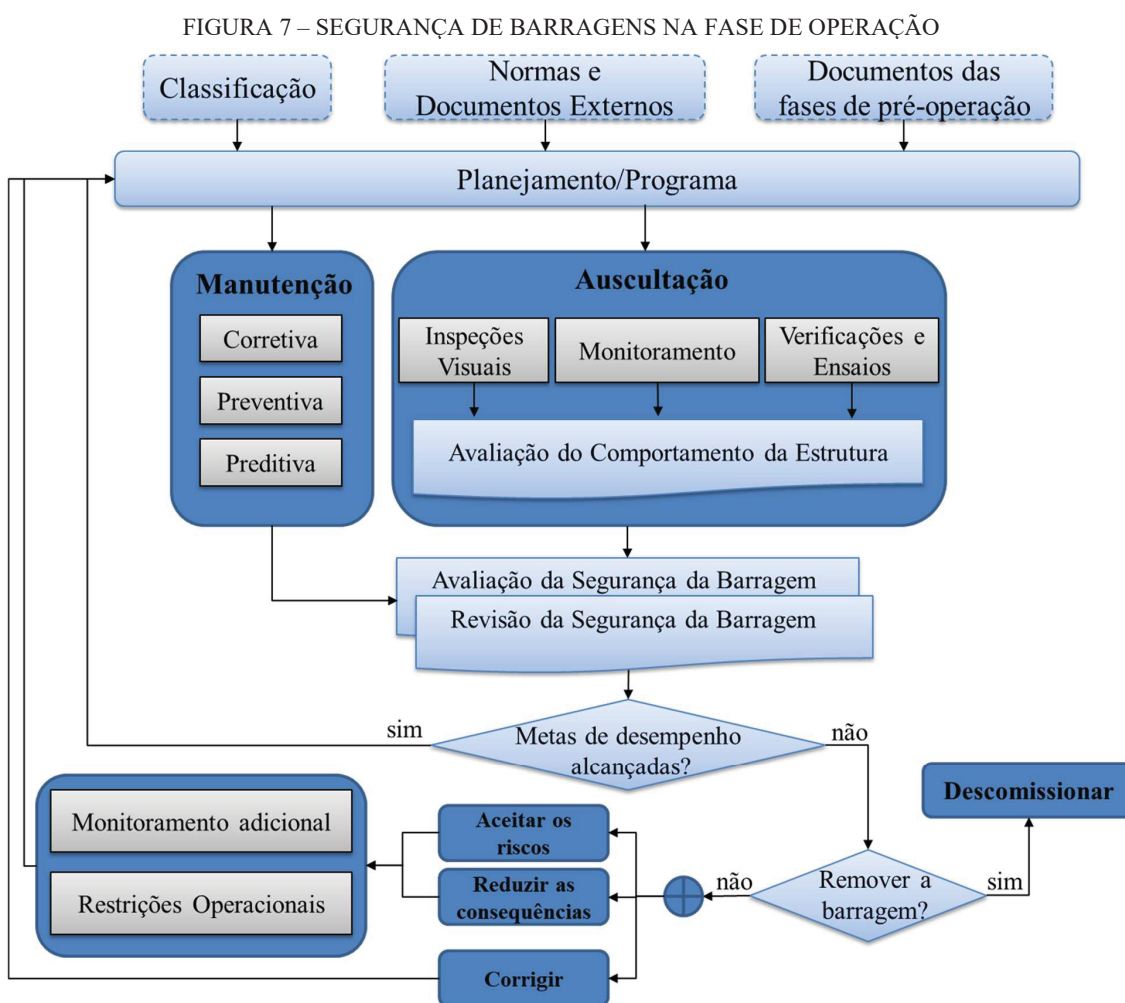 FIGURA 7 – SEGURANÇA DE BARRAGENS NA FASE DE OPERAÇÃO
Classificação
Normas e
Documentos Externos
Documentos das
fases de pré-operação
Planejamento/Programa
Manutenção
Corretiva
Preventiva
Preditiva
Auscultação
Inspeções
Visuais
Monitoramento
Verificações e
Ensaios
Avaliação do Comportamento da Estrutura
Avaliação da Segurança da Barragem
Revisão da Segurança da Barragem
sim
Metas de desempenho
alcançadas?
não
Monitoramento adicional
Restrições Operacionais
Aceitar os
riscos
Reduzir as
consequências
Corrigir
não
Remover a
barragem?
sim
Descomissionar